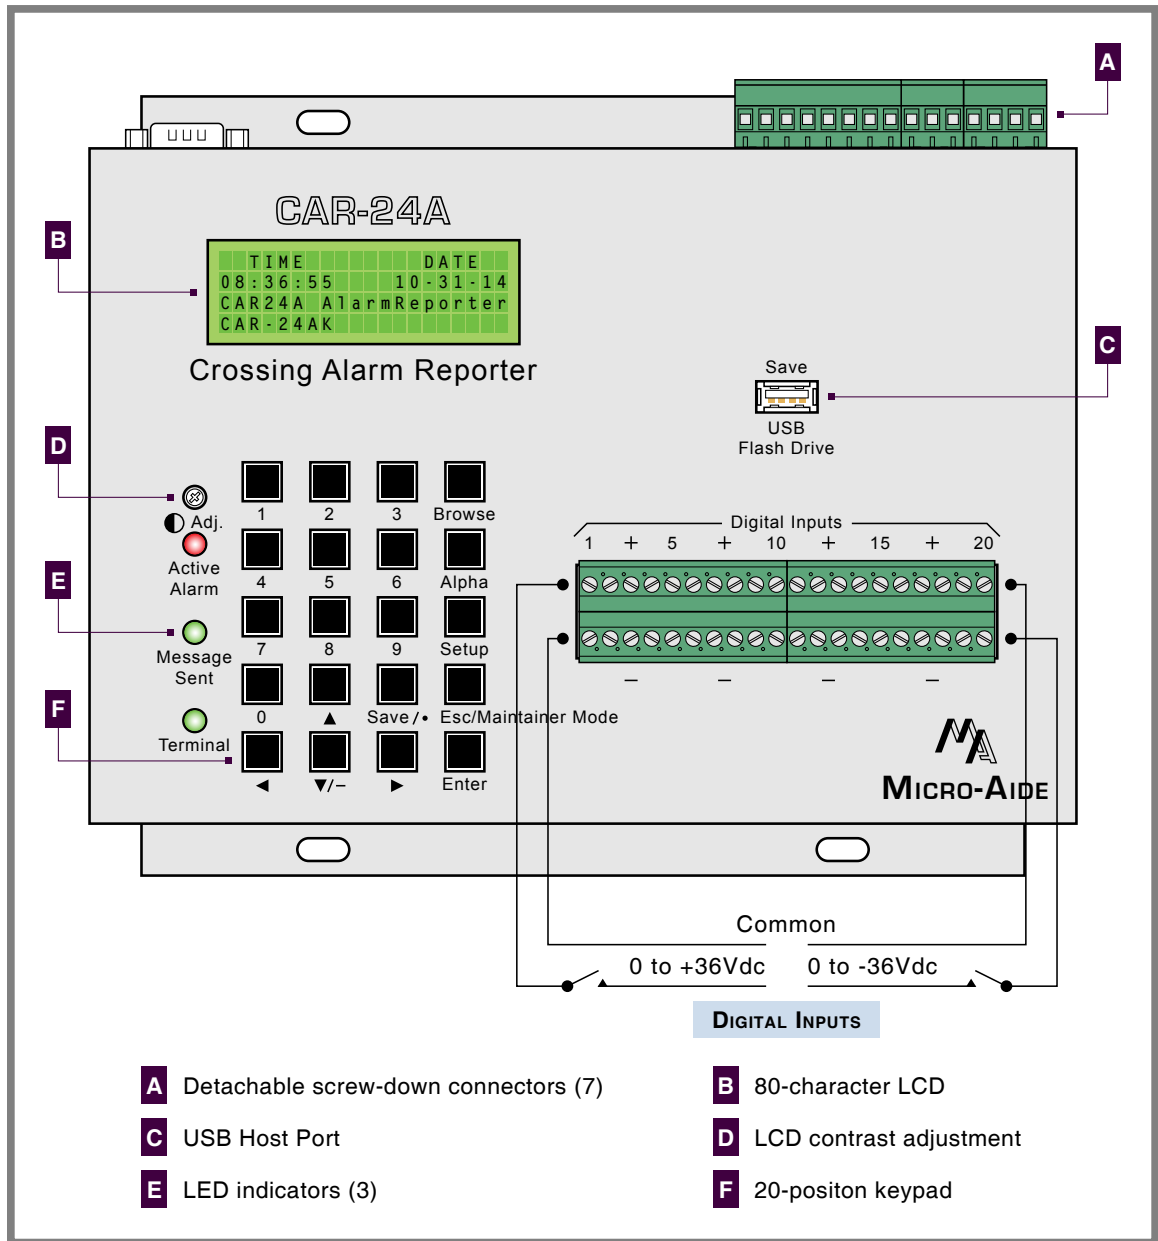 A
CAR-24A
B
TIME DATE
08:36:55 10-31-14
CAR24A AlarmReporter
CAR-24AK
Crossing Alarm Reporter
C
Save
USB
Flash Drive
D
Adj.
1 2 3 Browse
Active
Alarm
4 5 6 Alpha
E
Message
Sent
7 8 9 Setup
F
0 ▲ Save/• Esc/Maintainer Mode
Terminal
◀ ▼/– ▶ Enter
Digital Inputs
1 + 5 + 10 + 15 + 20
– – – –
MA
MICRO-AIDE
Common
0 to +36Vdc 0 to -36Vdc
DIGITAL INPUTS
A Detachable screw-down connectors (7)
B 80-character LCD
C USB Host Port
D LCD contrast adjustment
E LED indicators (3)
F 20-positon keypad